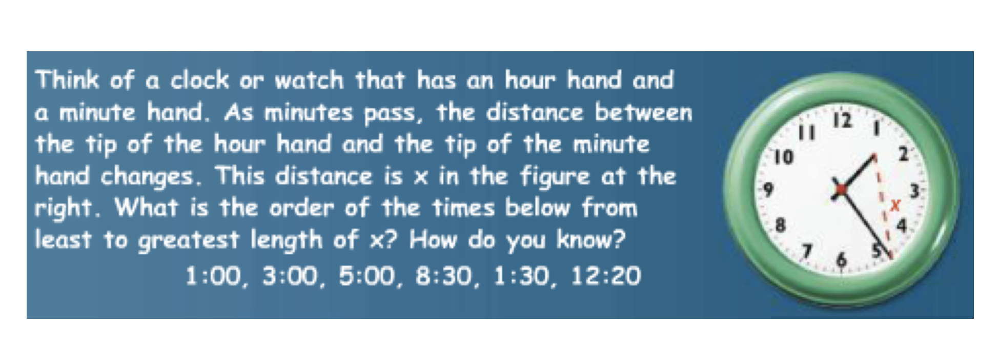 Think of a clock or watch that has an hour hand and
a minute hand. As minutes pass, the distance between
the tip of the hour hand and the tip of the minute
hand changes. This distance is x in the figure at the
right. What is the order of the times below from
least to greatest length of x? How do you know?
1:00, 3:00, 5:00, 8:30, 1:30, 12:20
12
11
1
10
2
9
3
x
8
4
7
5
6